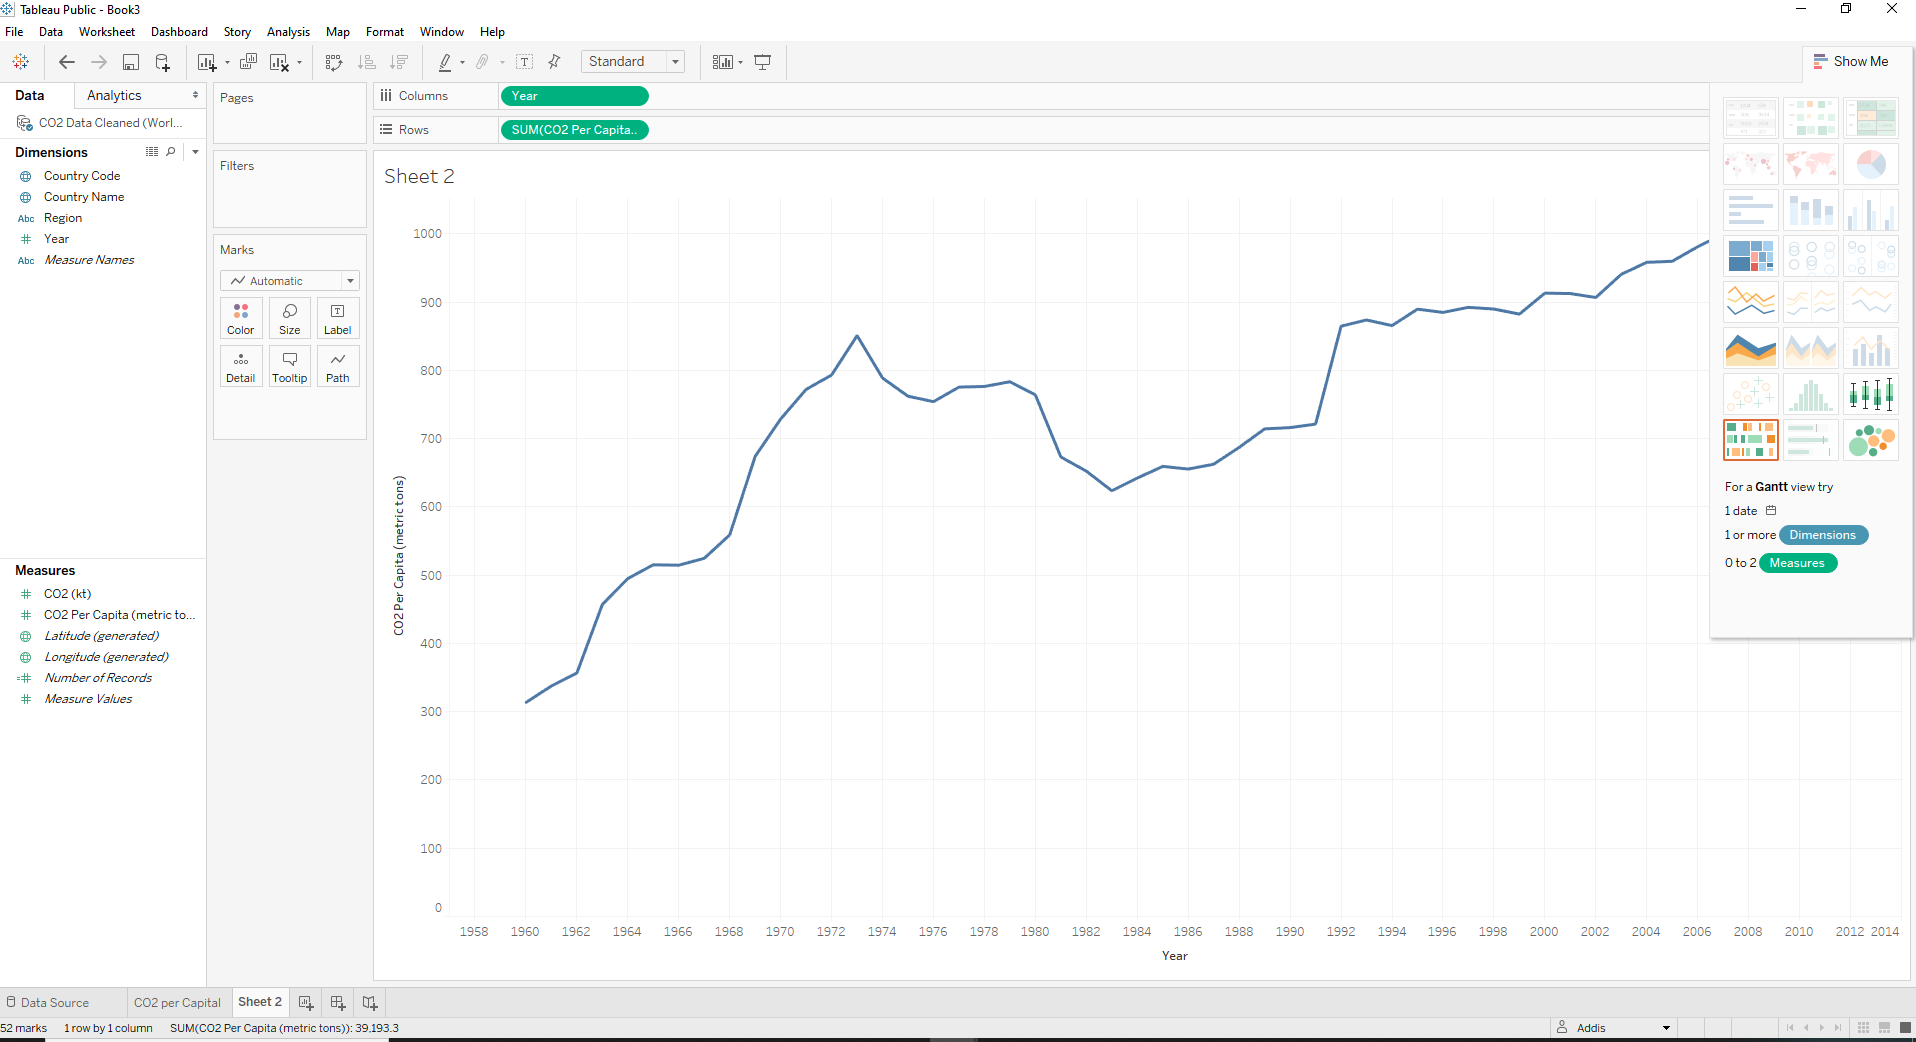 Tableau Public - Book3
File Data Worksheet Dashboard Story Analysis Map Format Window Help
Standard
Show Me
Data Analytics
CO2 Data Cleaned (Worl...
Dimensions
Country Code
Country Name
Abc Region
Year
Abc Measure Names
Measures
CO2 (kt)
CO2 Per Capita (metric to...
Latitude (generated)
Longitude (generated)
Number of Records
Measure Values
Pages
Filters
Marks
Automatic
Color Size Label
Detail Tooltip Path
Columns Year
Rows SUM(CO2 Per Capita..
Sheet 2
CO2 Per Capita (metric tons)
1000
900
800
700
600
500
400
300
200
100
0
1958 1960 1962 1964 1966 1968 1970 1972 1974 1976 1978 1980 1982 1984 1986 1988 1990 1992 1994 1996 1998 2000 2002 2004 2006 2008 2010 2012 2014
Year
For a Gantt view try
1 date
1 or more Dimensions
0 to 2 Measures
Data Source CO2 per Capital Sheet 2
52 marks 1 row by 1 column SUM(CO2 Per Capita (metric tons)): 39,193.3
Addis